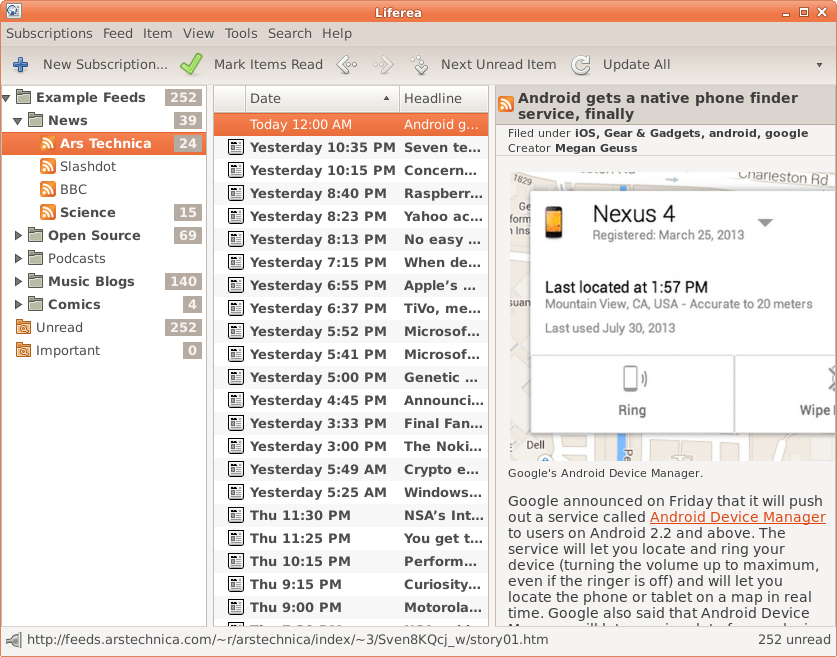 Liferea
Subscriptions Feed Item View Tools Search Help
New Subscription... Mark Items Read Next Unread Item Update All
Example Feeds 252
News 39
Ars Technica 24
Slashdot
BBC
Science 15
Open Source 69
Podcasts
Music Blogs 140
Comics 4
Unread 252
Important 0
Date Headline
Today 12:00 AM Android g...
Yesterday 10:35 PM Seven te...
Yesterday 10:15 PM Concern...
Yesterday 8:40 PM Raspberr...
Yesterday 8:23 PM Yahoo ac...
Yesterday 8:13 PM No easy ...
Yesterday 7:15 PM When de...
Yesterday 6:55 PM Apple’s ...
Yesterday 6:37 PM TiVo, me...
Yesterday 5:52 PM Microsof...
Yesterday 5:41 PM Microsof...
Yesterday 5:00 PM Genetic ...
Yesterday 4:45 PM Announci...
Yesterday 3:33 PM Final Fan...
Yesterday 3:00 PM The Noki...
Yesterday 5:49 AM Crypto e...
Yesterday 5:25 AM Windows...
Thu 11:30 PM NSA’s Int...
Thu 11:25 PM You get t...
Thu 10:15 PM Perform...
Thu 9:15 PM Curiosity...
Thu 9:00 PM Motorola...
Android gets a native phone finder
service, finally
Filed under iOS, Gear & Gadgets, android, google
Creator Megan Geuss
1829
Charleston Rd
Nexus 4
Registered: March 25, 2013
Last located at 1:57 PM
Mountain View, CA, USA - Accurate to 20 meters
Last used July 30, 2013
Ring
Wipe
Dell
Google's Android Device Manager.
Google announced on Friday that it will push
out a service called Android Device Manager
to users on Android 2.2 and above. The
service will let you locate and ring your
device (turning the volume up to maximum,
even if the ringer is off) and will let you
locate the phone or tablet on a map in real
time. Google also said that Android Device
http://feeds.arstechnica.com/~r/arstechnica/index/~3/Sven8KQcj_w/story01.htm
252 unread